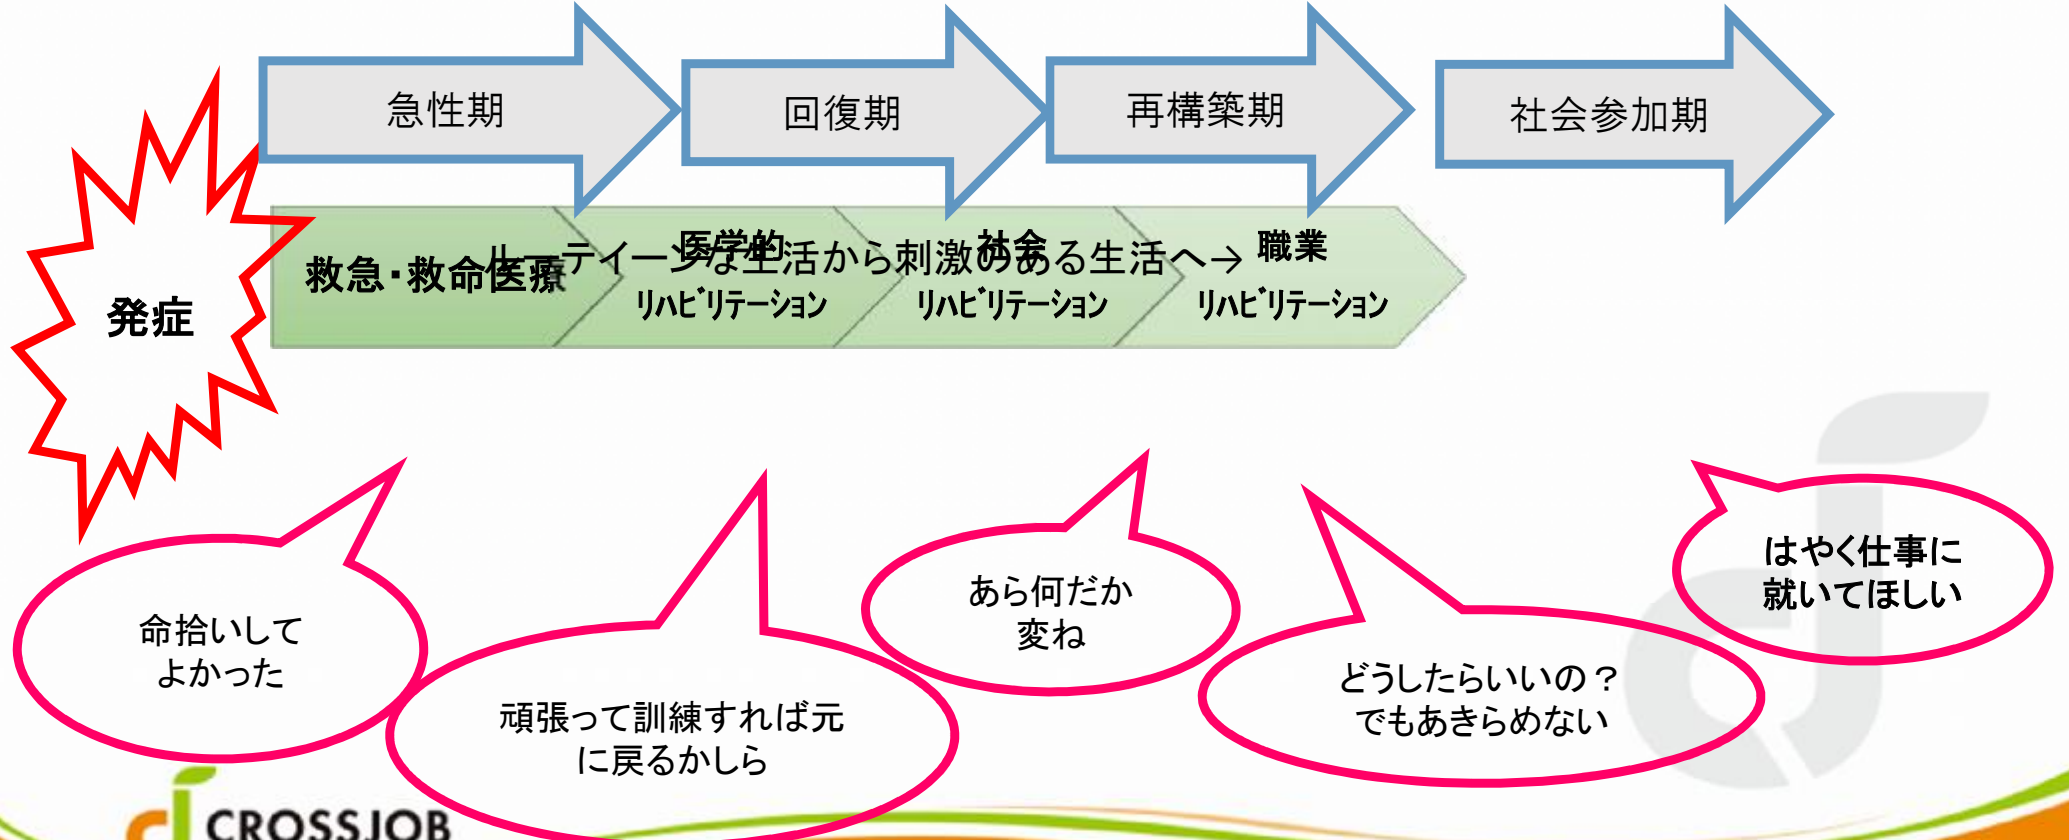 急性期
回復期
再構築期
社会参加期
発症
救急・救命医療
医学的
リハビリテーション
社会
リハビリテーション
職業
リハビリテーション
ルーティーンな生活から刺激のある生活へ→
命拾いして
よかった
頑張って訓練すれば元
に戻るかしら
あら何だか
変ね
どうしたらいいの？
でもあきらめない
はやく仕事に
就いてほしい
CROSSJOB